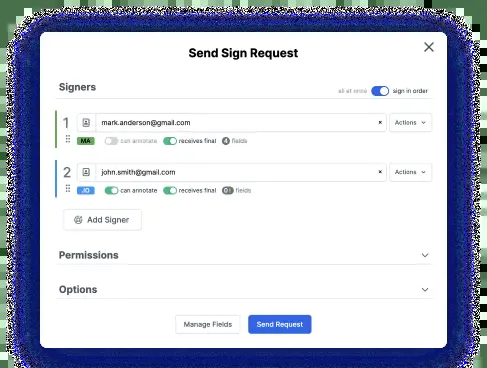 Send Sign Request
Signers
all at once sign in order
1 mark.anderson@gmail.com × Actions
MA can annotate receives final 4 fields
2 john.smith@gmail.com × Actions
JO can annotate receives final fields
Add Signer
Permissions
Options
Manage Fields Send Request